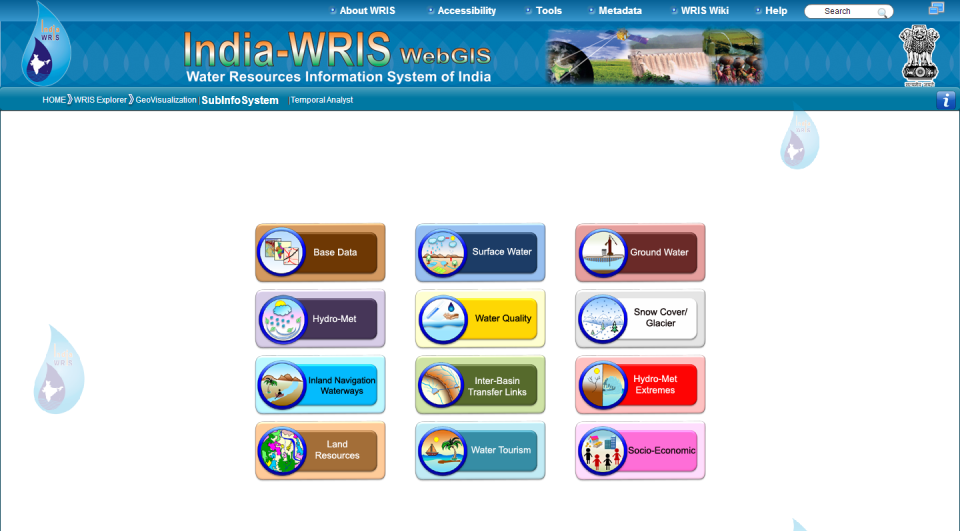 About WRIS
Accessibility
Tools
Metadata
WRIS Wiki
Help
Search
WRIS
India-WRIS WebGIS
Water Resources Information System of India
HOME》WRIS Explorer》GeoVisualization | SubInfoSystem |Temporal Analyst
i
Base Data
Surface Water
Ground Water
Hydro-Met
Water Quality
Snow Cover/
Glacier
Inland Navigation
Waterways
Inter-Basin
Transfer Links
Hydro-Met
Extremes
Land
Resources
Water Tourism
Socio-Economic